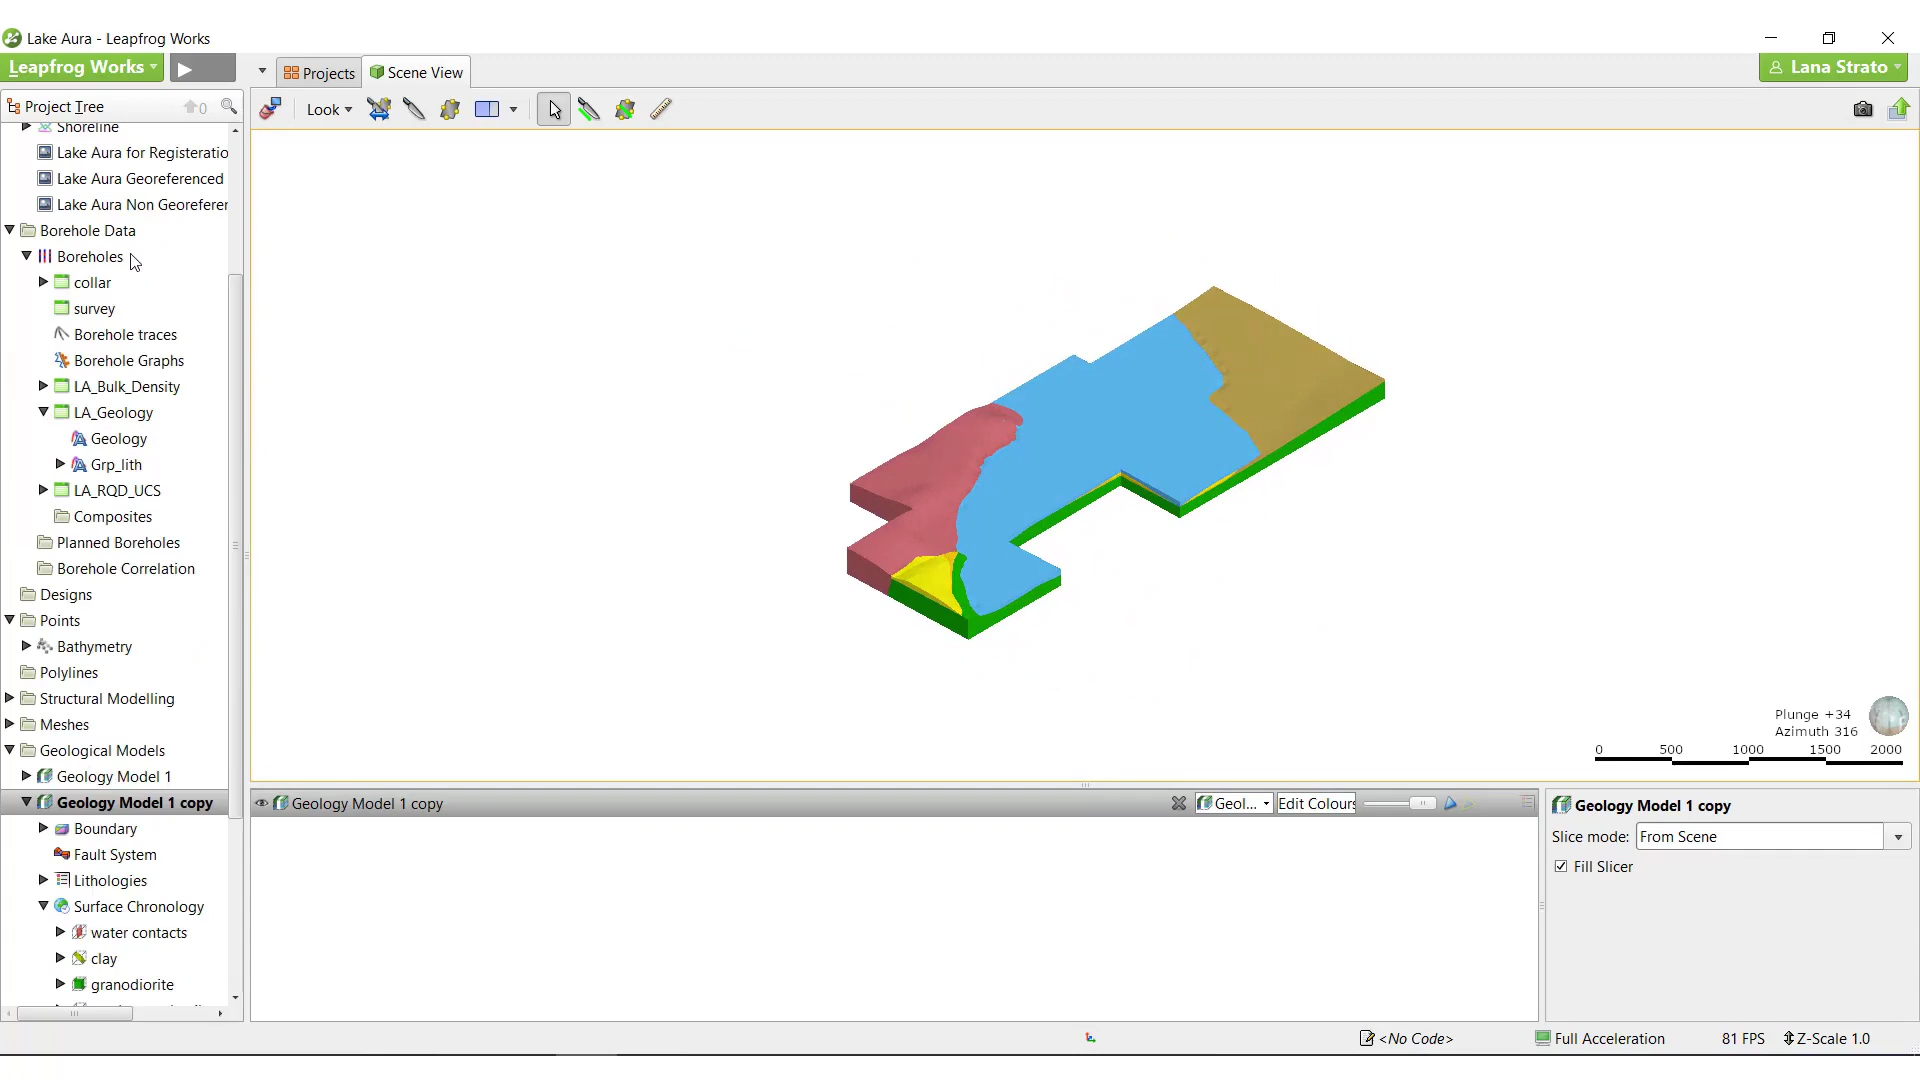 Lake Aura - Leapfrog Works
Leapfrog Works
Projects
Scene View
Lana Strato
Project Tree
0
Look
Shoreline
Lake Aura for Registeratio
Lake Aura Georeferenced
Lake Aura Non Georeferen
Borehole Data
Boreholes
collar
survey
Borehole traces
Borehole Graphs
LA_Bulk_Density
LA_Geology
Geology
Grp_lith
LA_RQD_UCS
Composites
Planned Boreholes
Borehole Correlation
Designs
Points
Bathymetry
Polylines
Structural Modelling
Meshes
Geological Models
Geology Model 1
Geology Model 1 copy
Boundary
Fault System
Lithologies
Surface Chronology
water contacts
clay
granodiorite
Plunge +34
Azimuth 316
0 500 1000 1500 2000
Geology Model 1 copy
Geol...
Edit Colours
Geology Model 1 copy
Slice mode: From Scene
Fill Slicer
<No Code>
Full Acceleration
81 FPS
Z-Scale 1.0